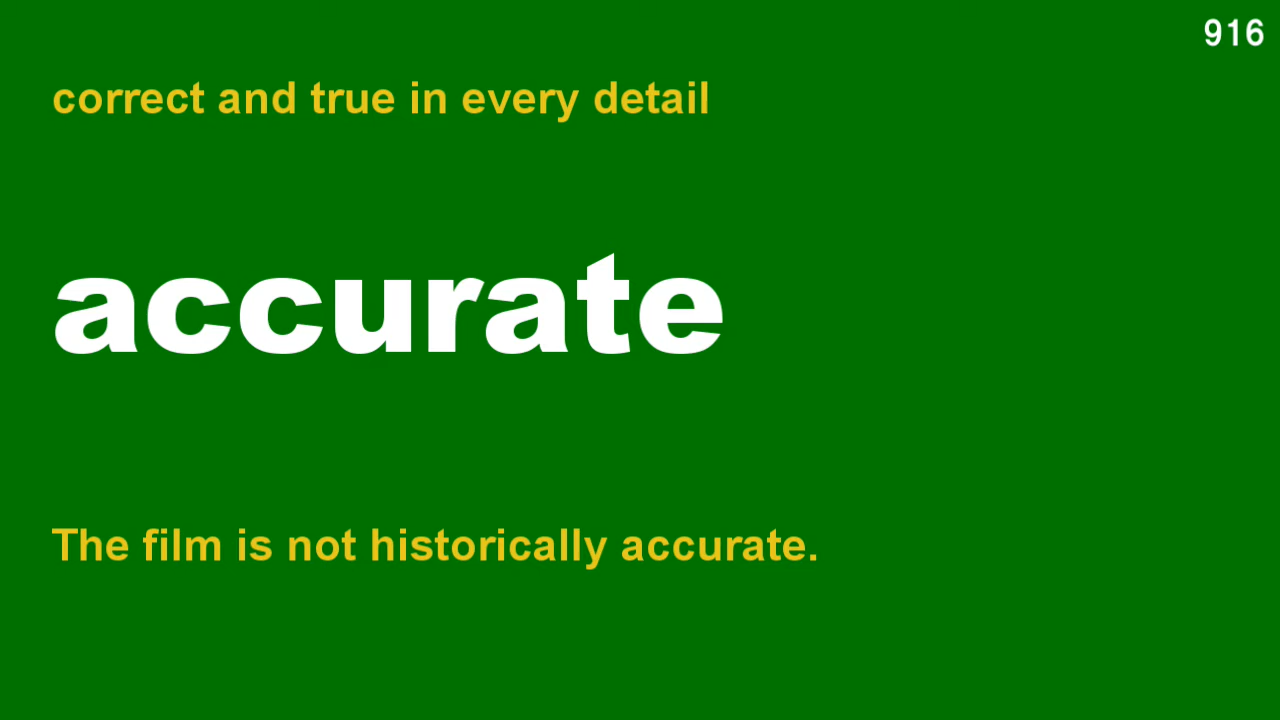 916
correct and true in every detail
accurate
The film is not historically accurate.